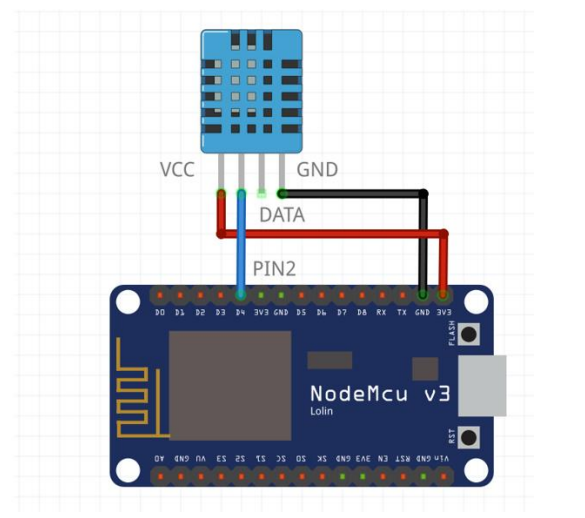 VCC
GND
DATA
PIN2
D0 D1 D2 D3 D4 3V3 GND D5 D6 D7 D8 RX TX GND 3V3
FLASH
NodeMcu v3
Lolin
RST
A0 GND VU S3 S2 S1 SC SO SK GND 3V3 EN RST GND Vin